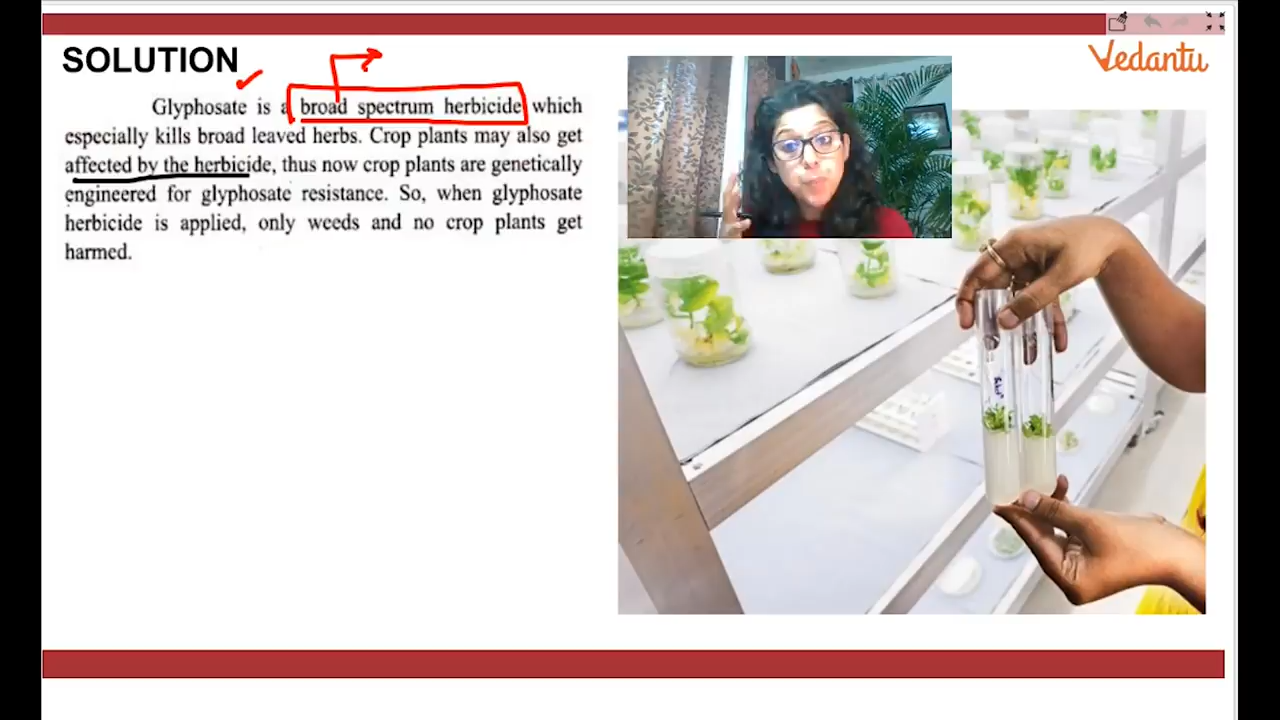 SOLUTION
Vedantu
Glyphosate is a broad spectrum herbicide which
especially kills broad leaved herbs. Crop plants may also get
affected by the herbicide, thus now crop plants are genetically
engineered for glyphosate resistance. So, when glyphosate
herbicide is applied, only weeds and no crop plants get
harmed.